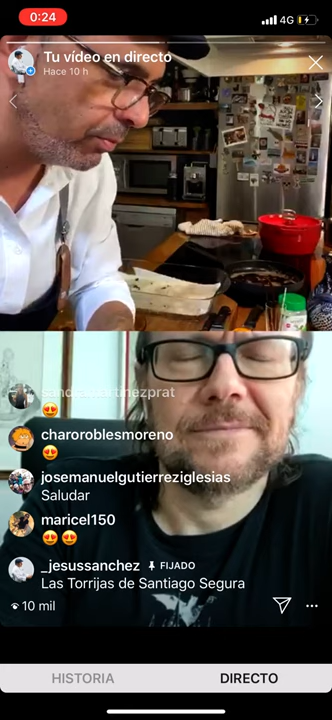 0:24
4G
Tu vídeo en directo
Hace 10 h
sandramartinezprat
charoroblesmoreno
josemanuelgutierreziglesias
Saludar
maricel150
_jesussanchez FIJADO
Las Torrijas de Santiago Segura
10 mil
HISTORIA
DIRECTO